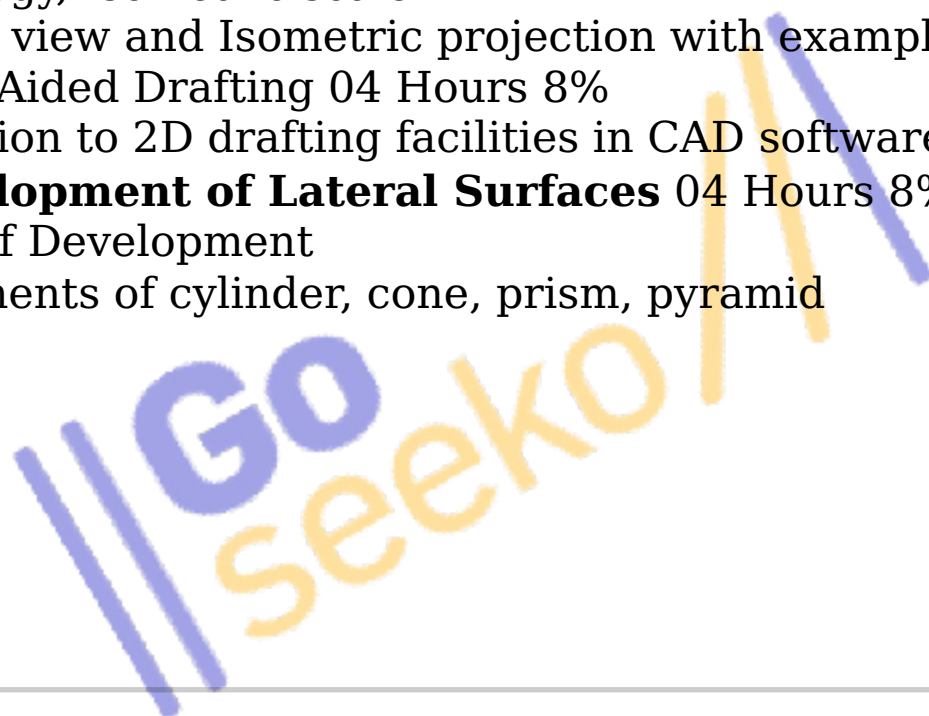 view and Isometric projection with exampl
Aided Drafting 04 Hours 8%
ion to 2D drafting facilities in CAD software
lopment of Lateral Surfaces 04 Hours 8%
f Development
ents of cylinder, cone, prism, pyramid
Go
seeko